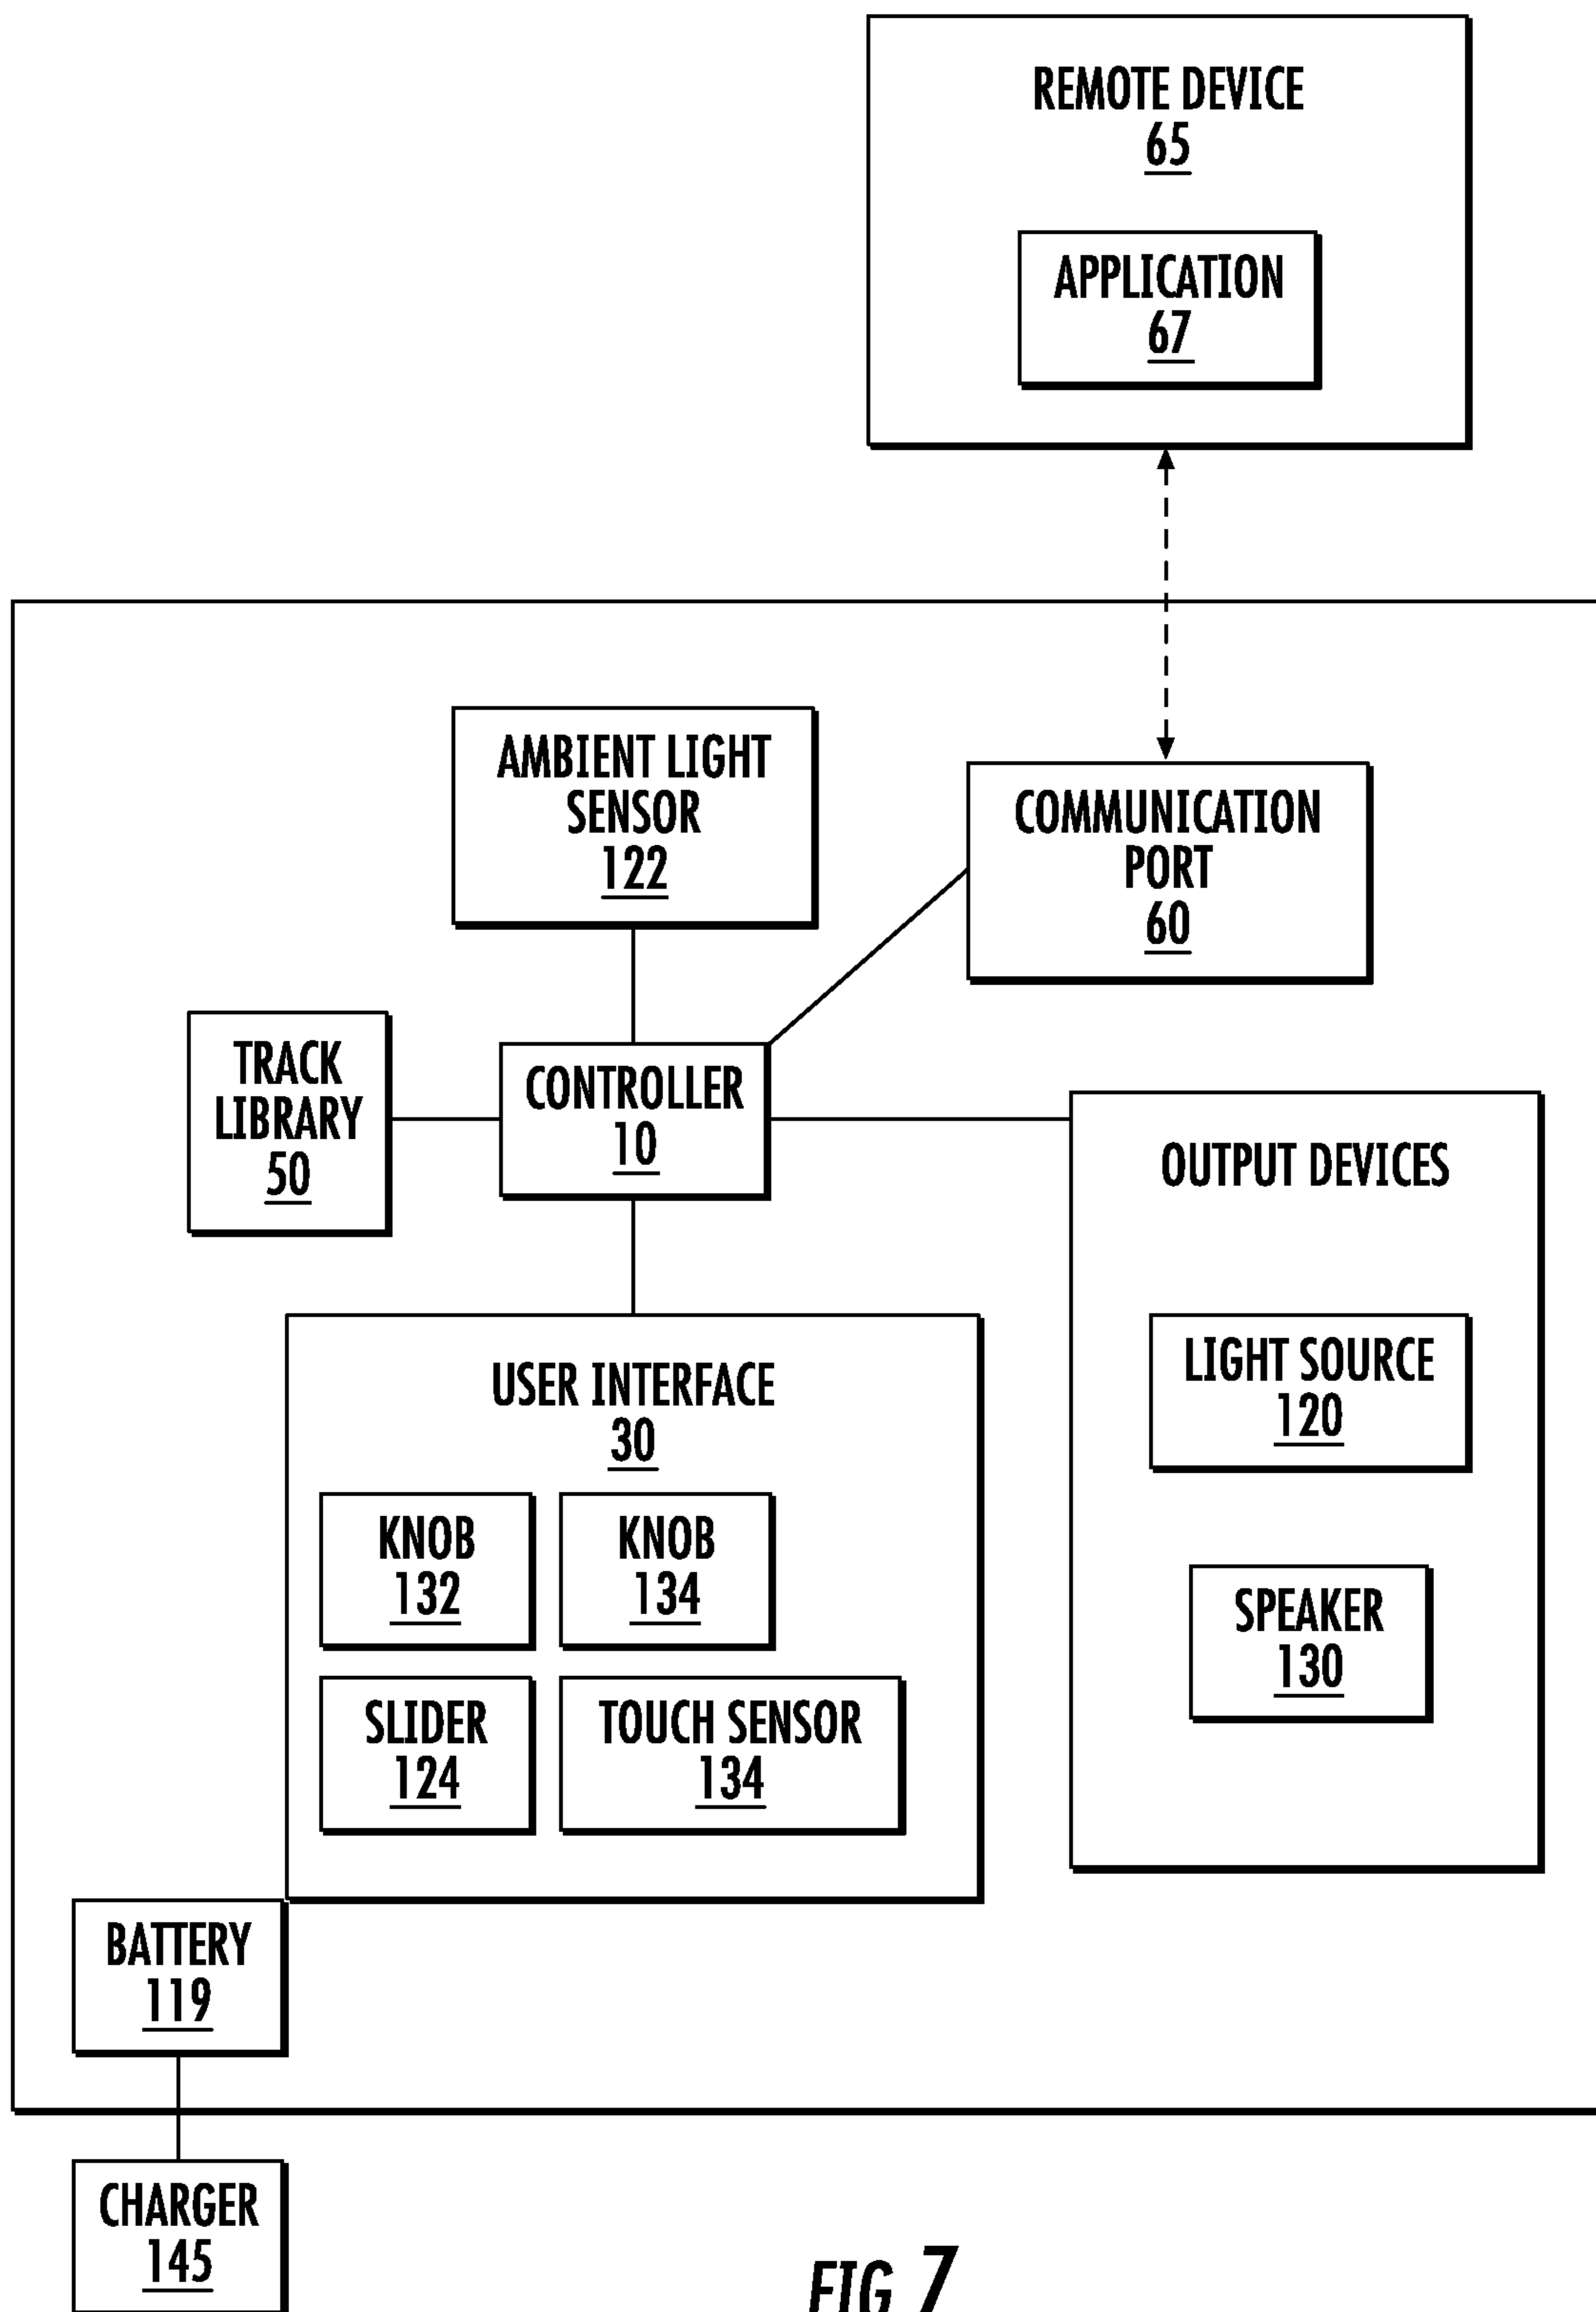 REMOTE DEVICE
65
APPLICATION
67
AMBIENT LIGHT
SENSOR
122
COMMUNICATION
PORT
60
TRACK
LIBRARY
50
CONTROLLER
10
OUTPUT DEVICES
LIGHT SOURCE
120
SPEAKER
130
USER INTERFACE
30
KNOB
132
KNOB
134
SLIDER
124
TOUCH SENSOR
134
BATTERY
119
CHARGER
145
FIG 7